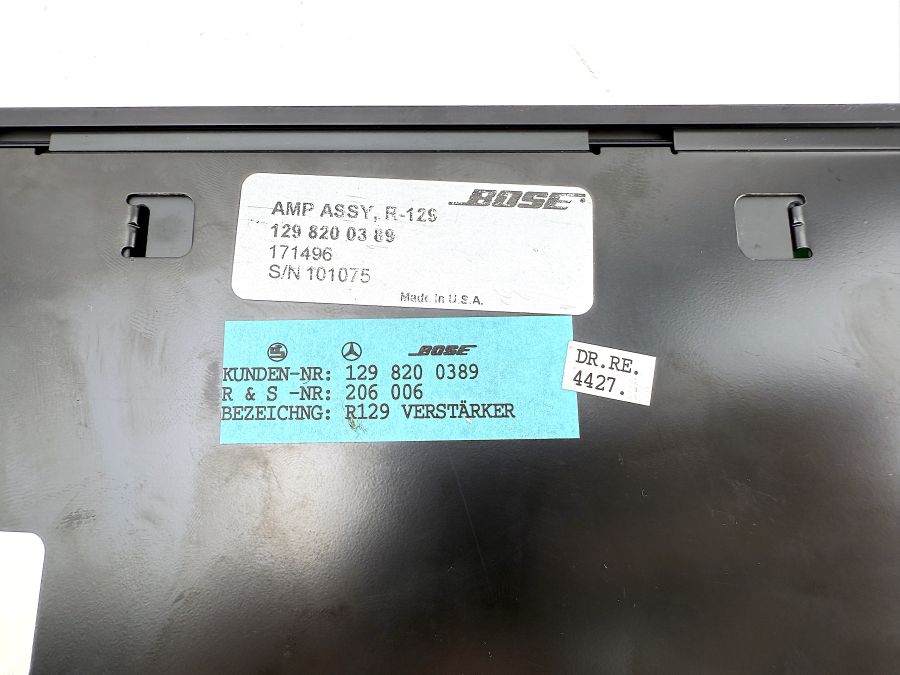 BOSE
AMP ASSY, R-129
129 820 03 89
171496
S/N 101075
Made in U.S.A.
BOSE
KUNDEN-NR: 129 820 0389
R & S -NR: 206 006
BEZEICHNG: R129 VERSTÄRKER
DR.RE.
4427.